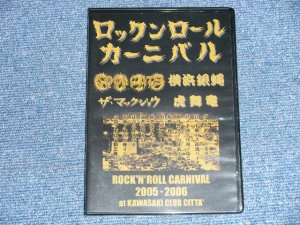 ロックンロール
カーニバル
横浜銀蝿
ザ・マックショウ 虎舞竜
ROCK'N'ROLL CARNIVAL
2005-2006
at KAWASAKI CLUB CITTA'